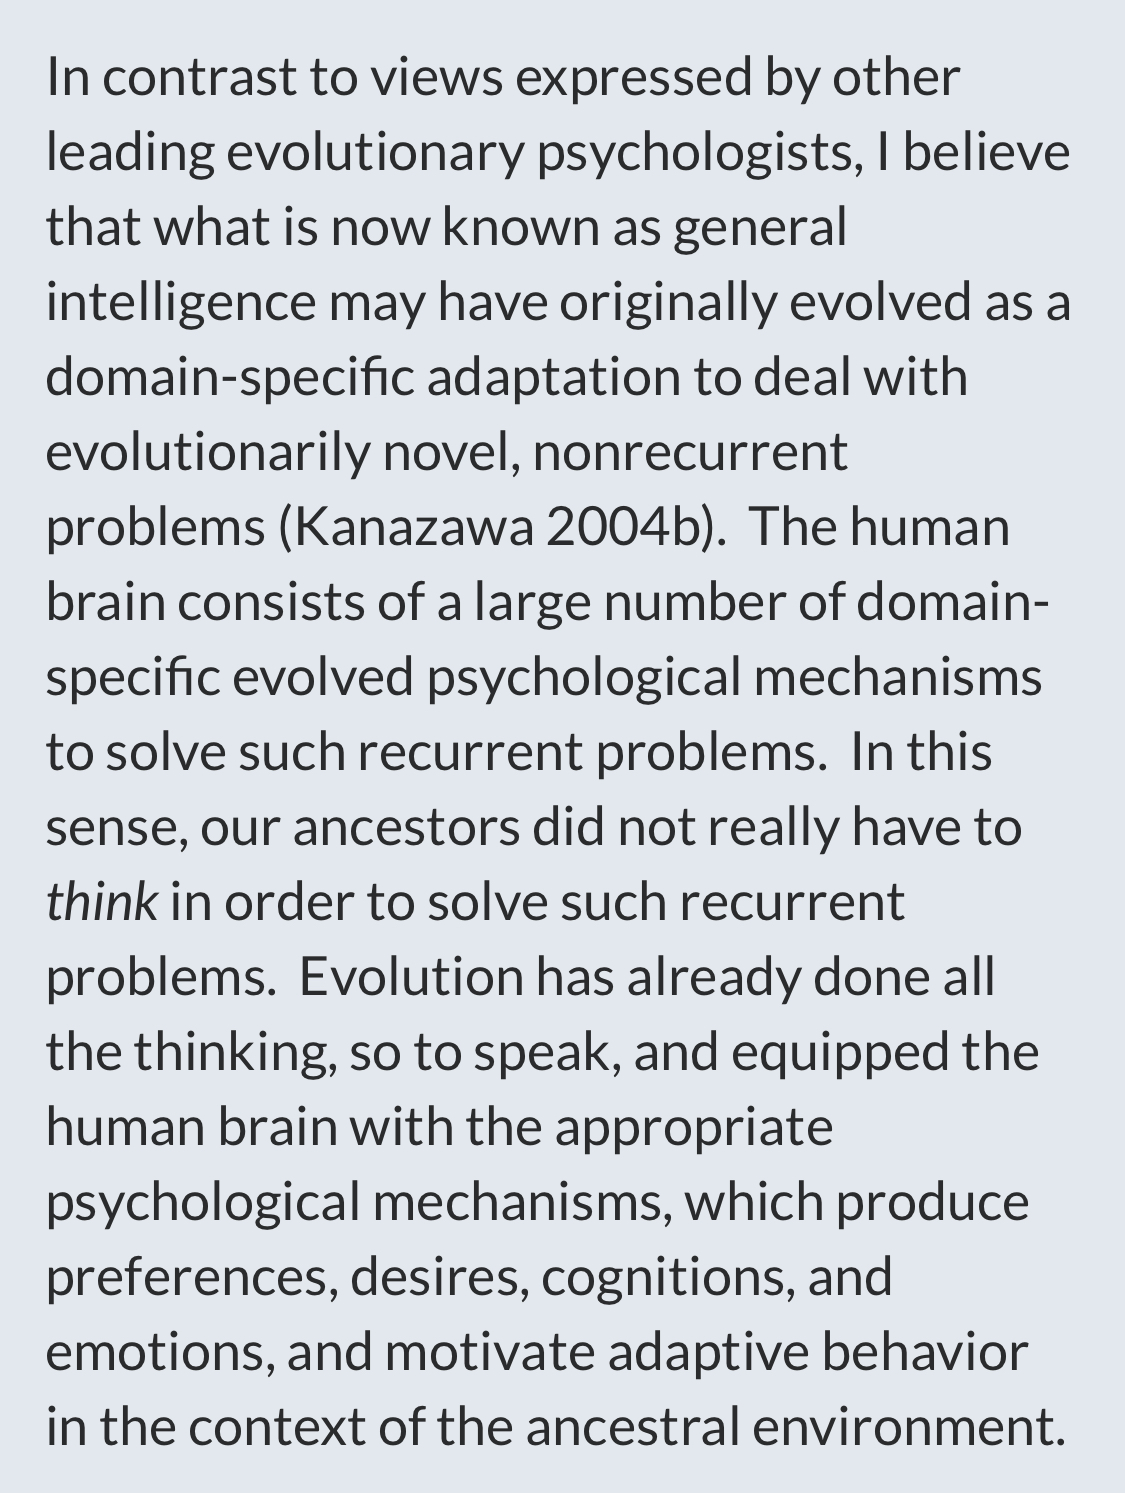 In contrast to views expressed by other
leading evolutionary psychologists, I believe
that what is now known as general
intelligence may have originally evolved as a
domain-specific adaptation to deal with
evolutionarily novel, nonrecurrent
problems (Kanazawa 2004b).  The human
brain consists of a large number of domain-
specific evolved psychological mechanisms
to solve such recurrent problems.  In this
sense, our ancestors did not really have to
think in order to solve such recurrent
problems.  Evolution has already done all
the thinking, so to speak, and equipped the
human brain with the appropriate
psychological mechanisms, which produce
preferences, desires, cognitions, and
emotions, and motivate adaptive behavior
in the context of the ancestral environment.